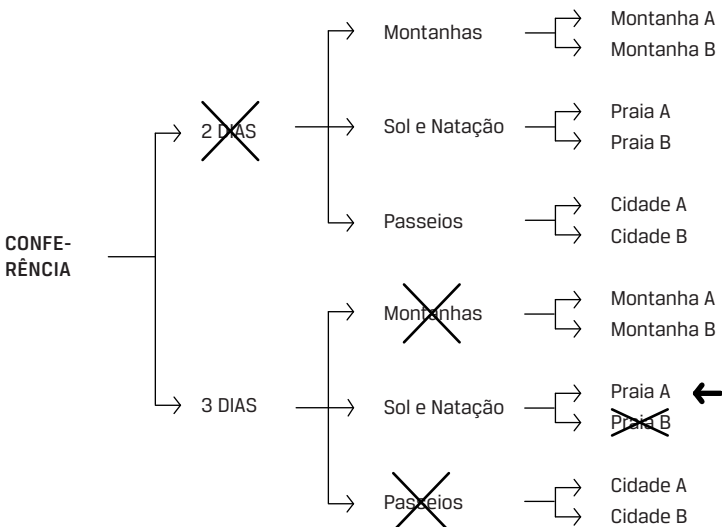 Montanhas
Montanha A
Montanha B
2 DIAS
Sol e Natação
Praia A
Praia B
Passeios
Cidade A
Cidade B
CONFE-
RÊNCIA
Montanhas
Montanha A
Montanha B
3 DIAS
Sol e Natação
Praia A
Praia B
Passeios
Cidade A
Cidade B